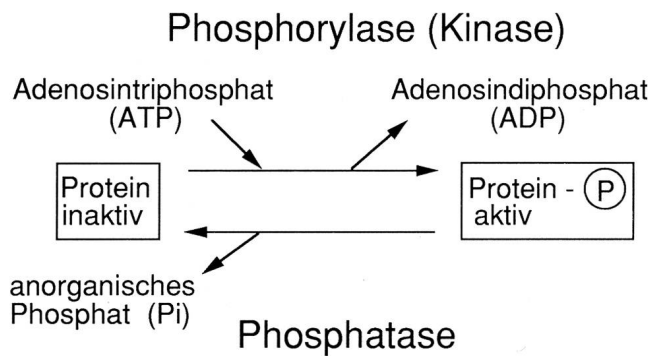 Phosphorylase (Kinase)
Adenosintriphosphat
(ATP)
Adenosindiphosphat
(ADP)
Protein
inaktiv
Protein - P
aktiv
anorganisches
Phosphat (Pi)
Phosphatase